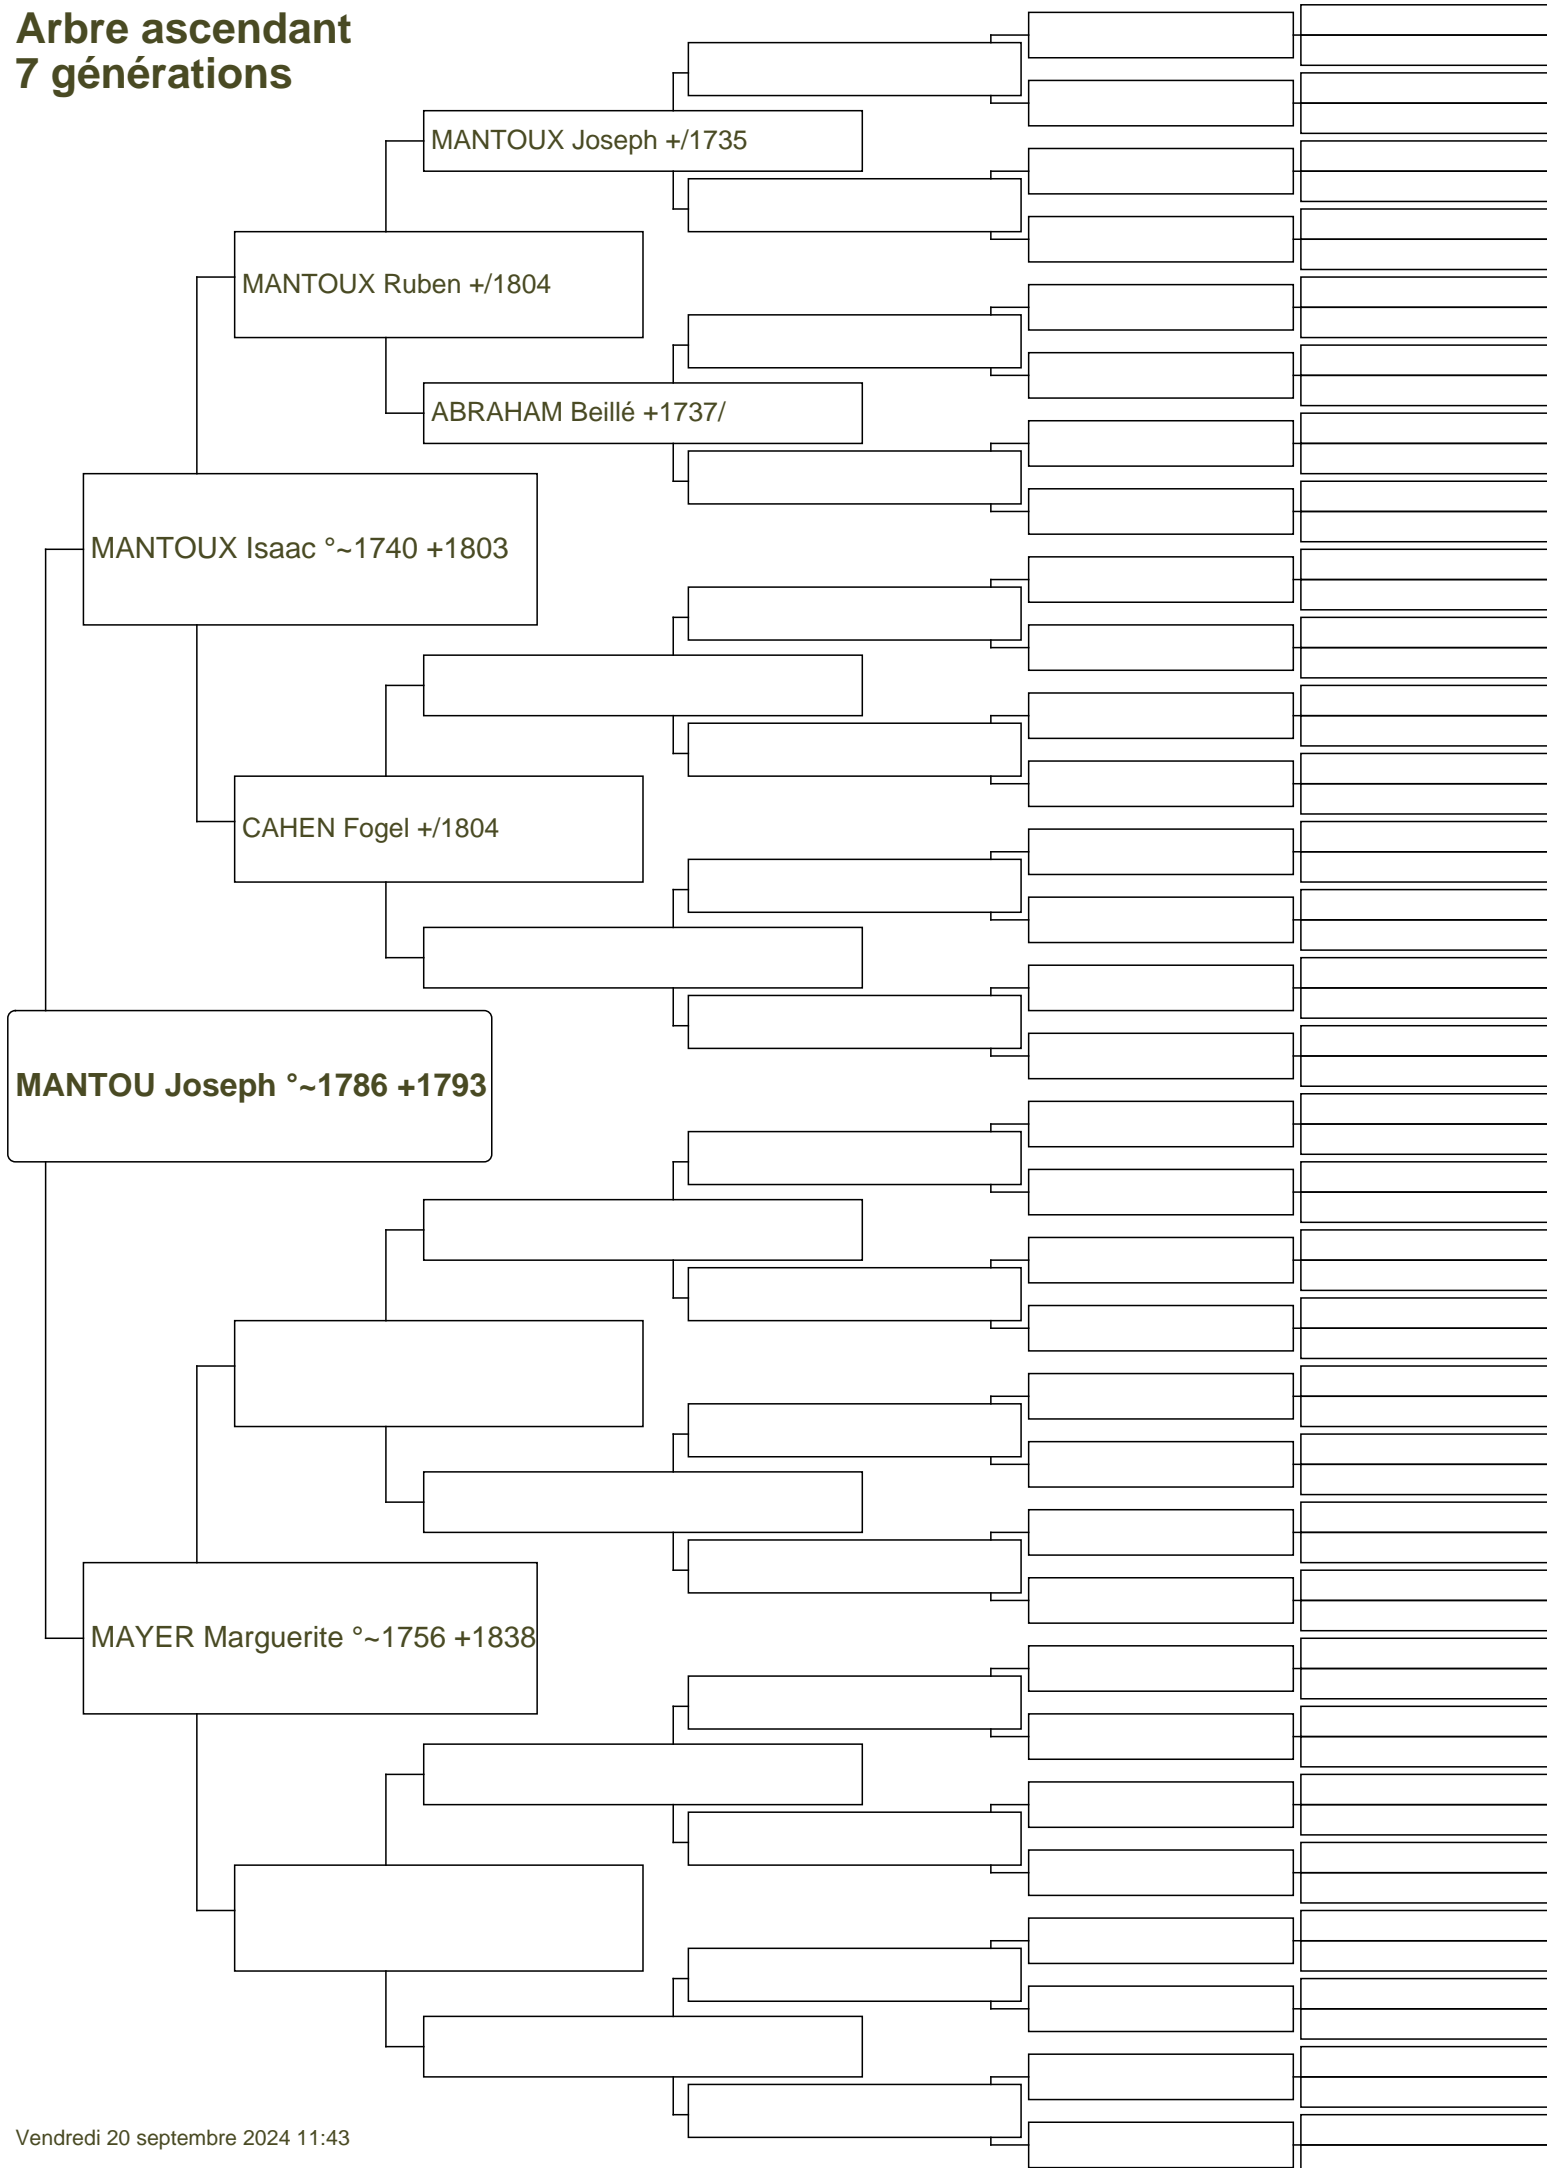 Arbre ascendant
7 générations
MANTOUX Joseph +/1735
MANTOUX Ruben +/1804
ABRAHAM Beillé +1737/
MANTOUX Isaac °~1740 +1803
CAHEN Fogel +/1804
MANTOU Joseph °~1786 +1793
MAYER Marguerite °~1756 +1838
Vendredi 20 septembre 2024 11:43